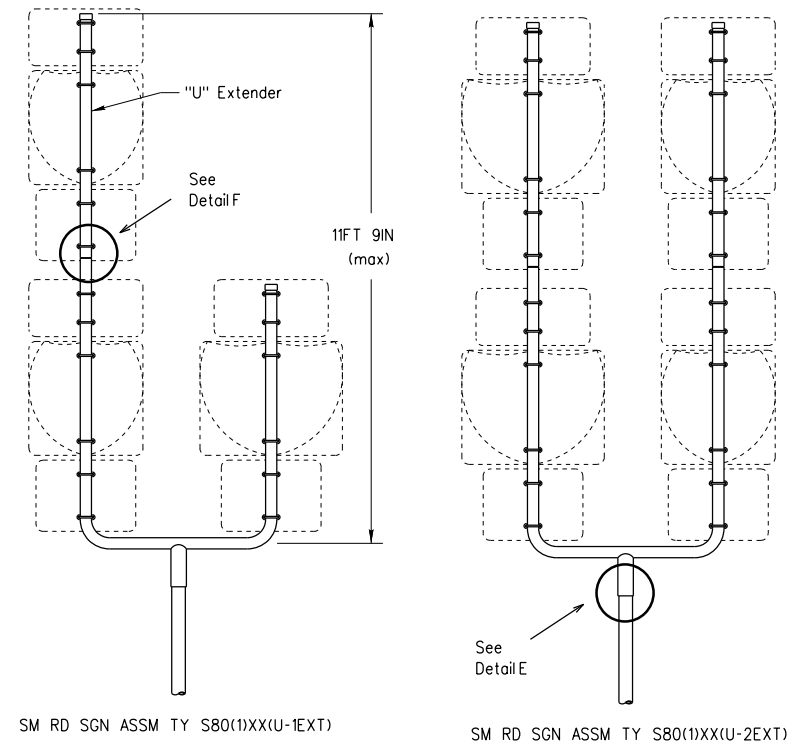 "U" Extender
See
Detail F
11FT 9IN
(max)
See
Detail E
SM RD SGN ASSM TY S80(1)XX(U-1EXT)
SM RD SGN ASSM TY S80(1)XX(U-2EXT)